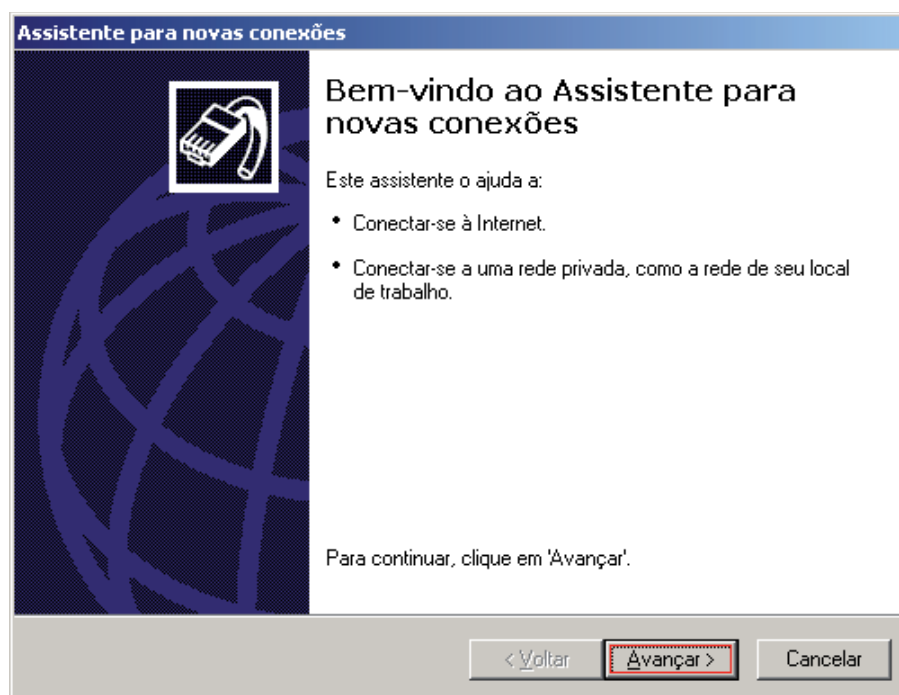 Assistente para novas conexões
Bem-vindo ao Assistente para
novas conexões
Este assistente o ajuda a:
• Conectar-se à Internet.
• Conectar-se a uma rede privada, como a rede de seu local
de trabalho.
Para continuar, clique em 'Avançar'.
< Voltar
Avançar >
Cancelar